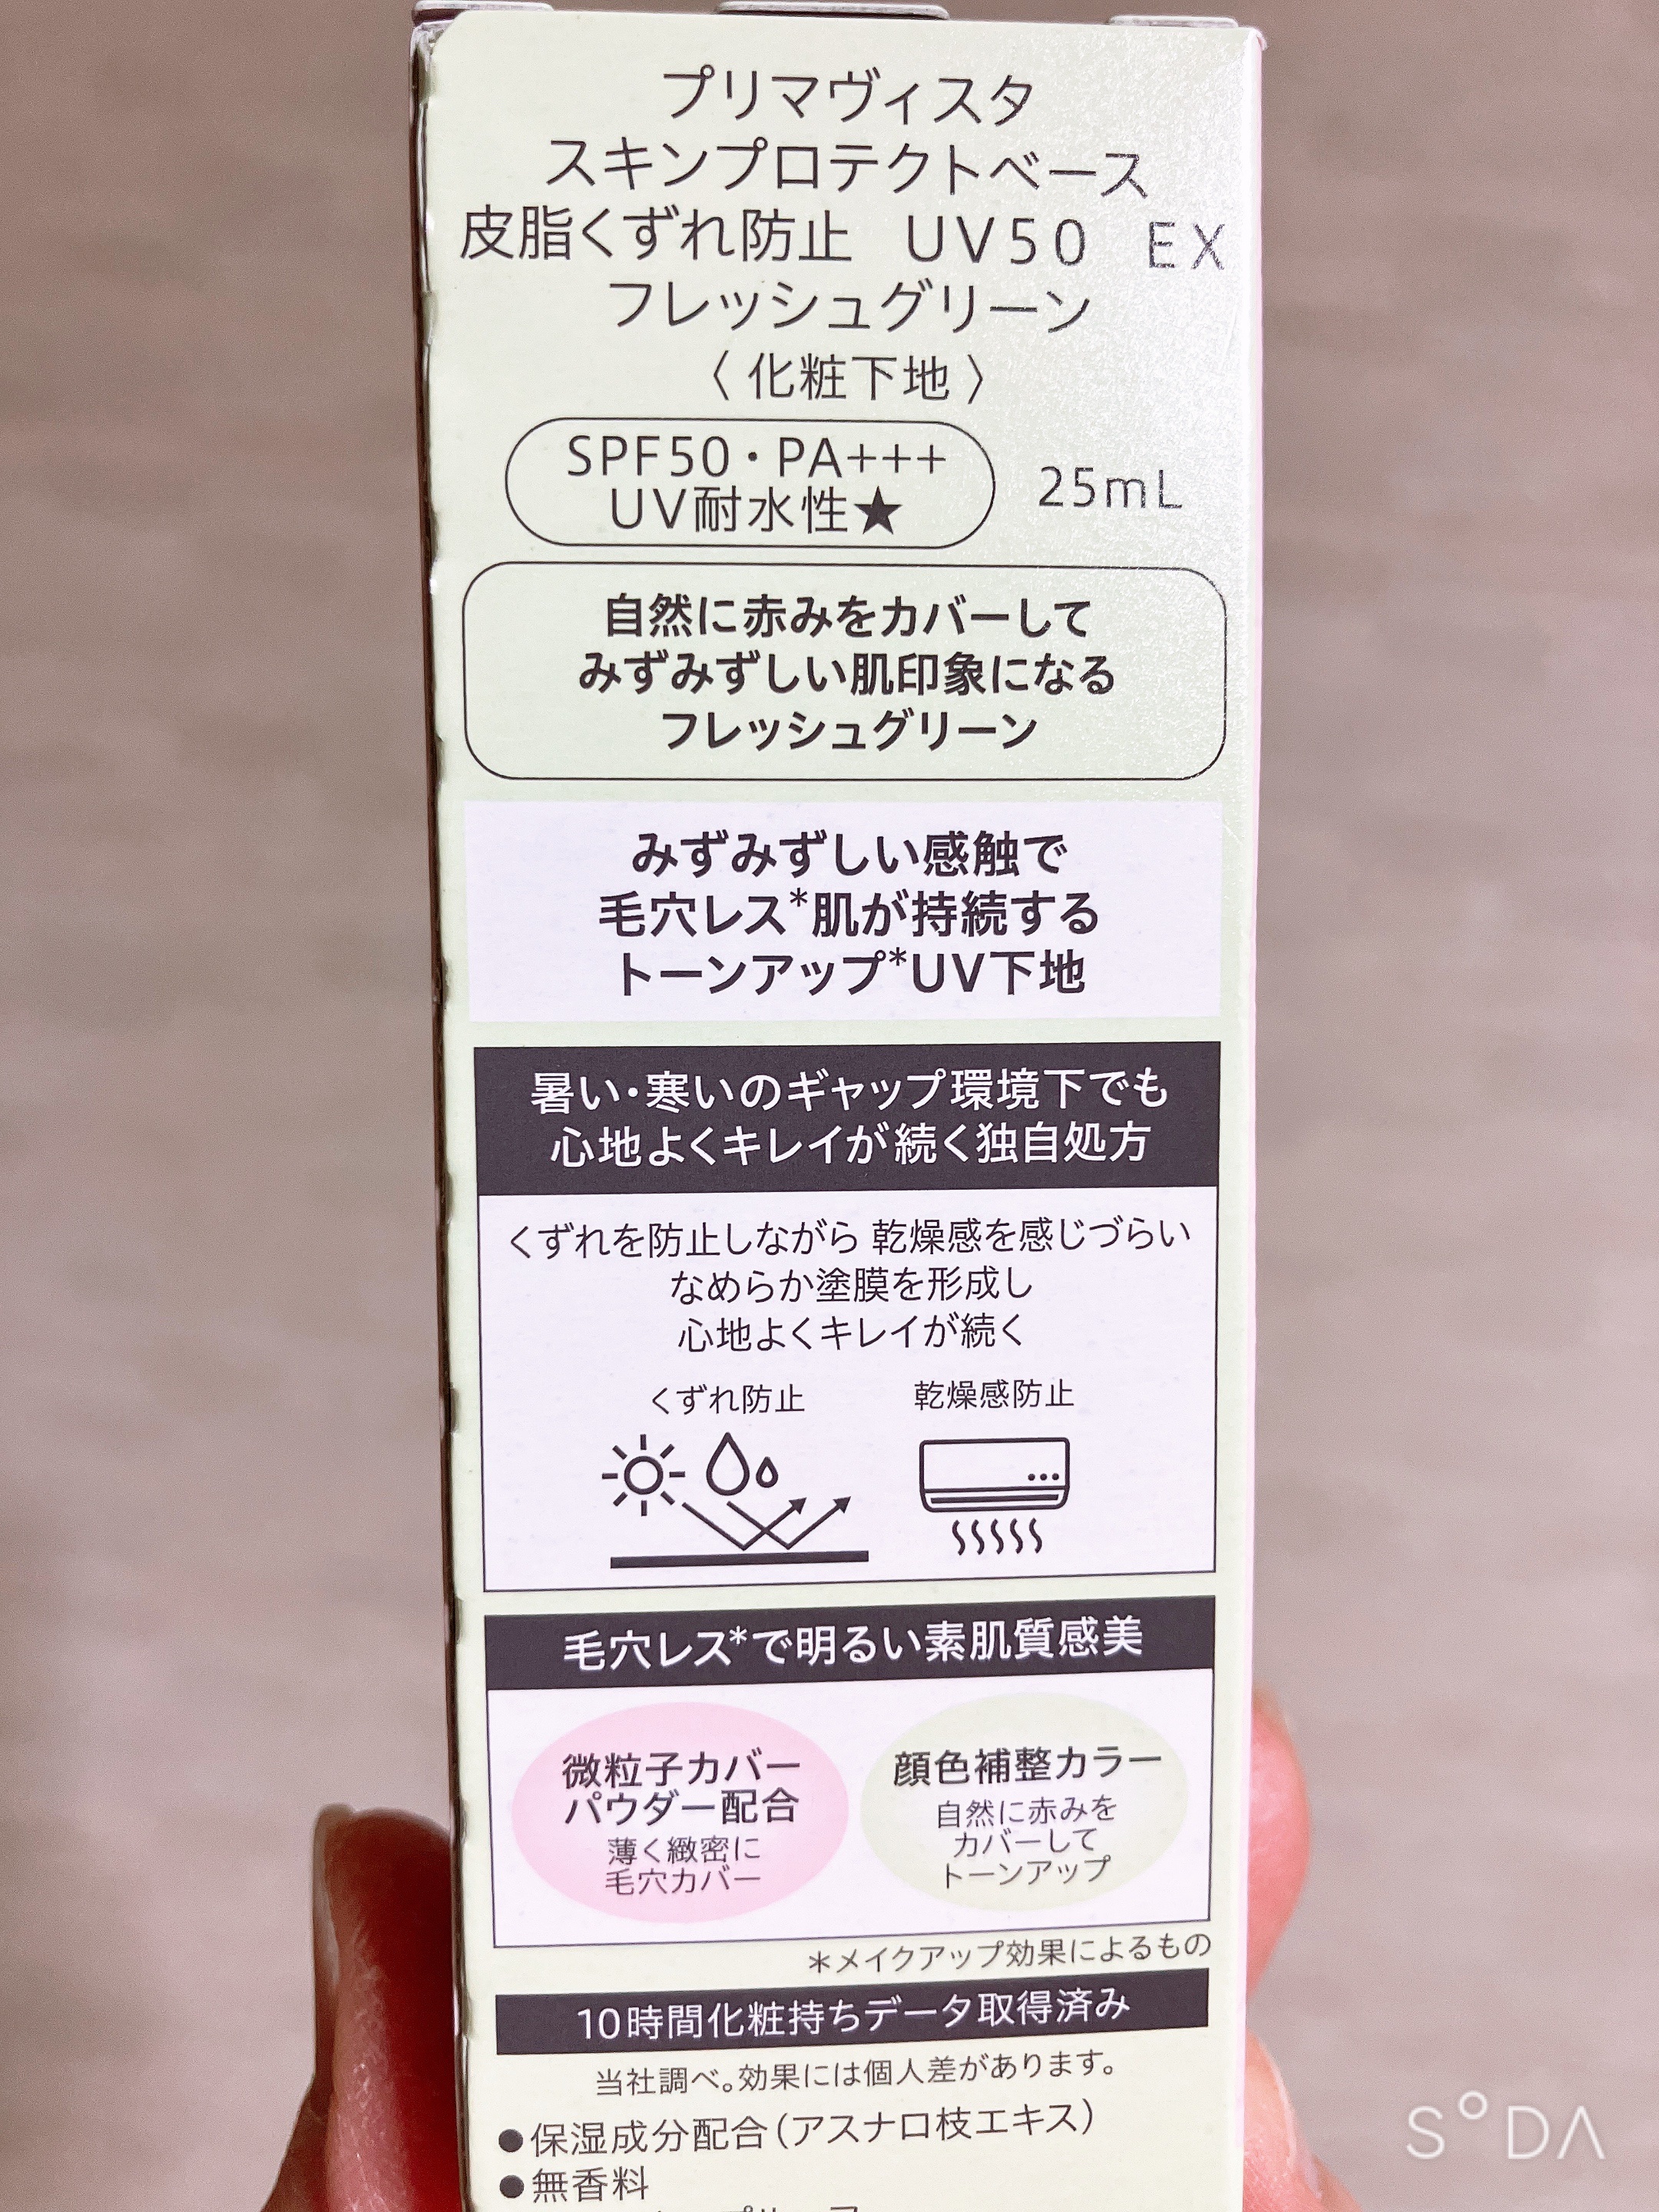 プリマヴィスタ
スキンプロテクトベース
皮脂くずれ防止 UV50 EX
フレッシュグリーン
〈化粧下地〉
SPF50・PA+++
UV耐水性★
25mL
自然に赤みをカバーして
みずみずしい肌印象になる
フレッシュグリーン
みずみずしい感触で
毛穴レス*肌が持続する
トーンアップ*UV下地
暑い・寒いのギャップ環境下でも
心地よくキレイが続く独自処方
くずれを防止しながら 乾燥感を感じづらい
なめらか塗膜を形成し
心地よくキレイが続く
くずれ防止
乾燥感防止
毛穴レス*で明るい素肌質感美
微粒子カバー
パウダー配合
薄く緻密に
毛穴カバー
顔色補整カラー
自然に赤みを
カバーして
トーンアップ
*メイクアップ効果によるもの
10時間化粧持ちデータ取得済み
当社調べ。効果には個人差があります。
●保湿成分配合(アスナロ枝エキス)
●無香料
SODA